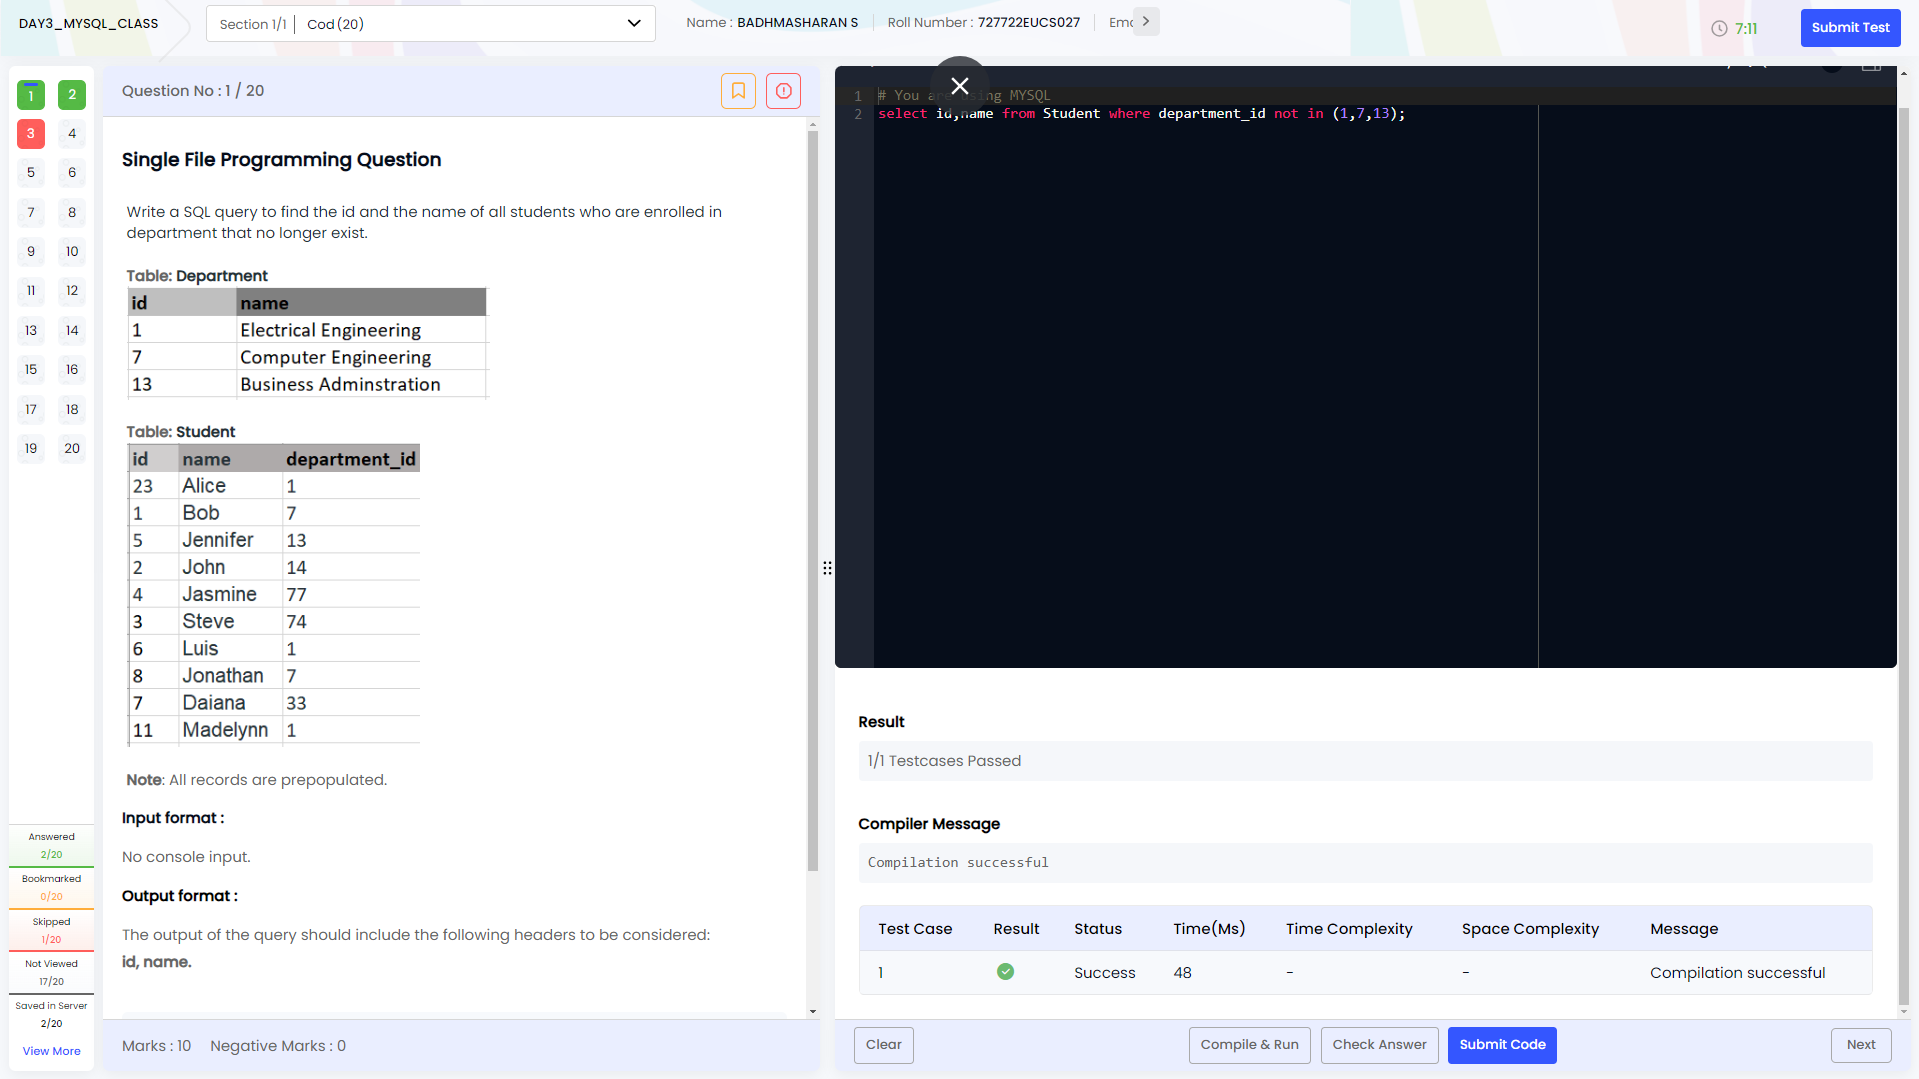 DAY3_MYSQL_CLASS
Section 1/1 | Cod (20)
Name : BADHMASHARAN S
Roll Number : 727722EUCS027
7:11
Submit Test
1 2
3 4
5 6
7 8
9 10
11 12
13 14
15 16
17 18
19 20
Answered
2/20
Bookmarked
0/20
Skipped
1/20
Not Viewed
17/20
Saved in Server
2/20
View More
Question No : 1 / 20
Single File Programming Question
Write a SQL query to find the id and the name of all students who are enrolled in
department that no longer exist.
Table: Department
id name
1 Electrical Engineering
7 Computer Engineering
13 Business Adminstration
Table: Student
id name department_id
23 Alice 1
1 Bob 7
5 Jennifer 13
2 John 14
4 Jasmine 77
3 Steve 74
6 Luis 1
8 Jonathan 7
7 Daiana 33
11 Madelynn 1
Note: All records are prepopulated.
Input format :
No console input.
Output format :
The output of the query should include the following headers to be considered:
id, name.
Marks : 10 Negative Marks : 0
1 # You are using MYSQL
2 select id,name from Student where department_id not in (1,7,13);
Result
1/1 Testcases Passed
Compiler Message
Compilation successful
Test Case Result Status Time(Ms) Time Complexity Space Complexity Message
1 Success 48 - - Compilation successful
Clear
Compile & Run
Check Answer
Submit Code
Next